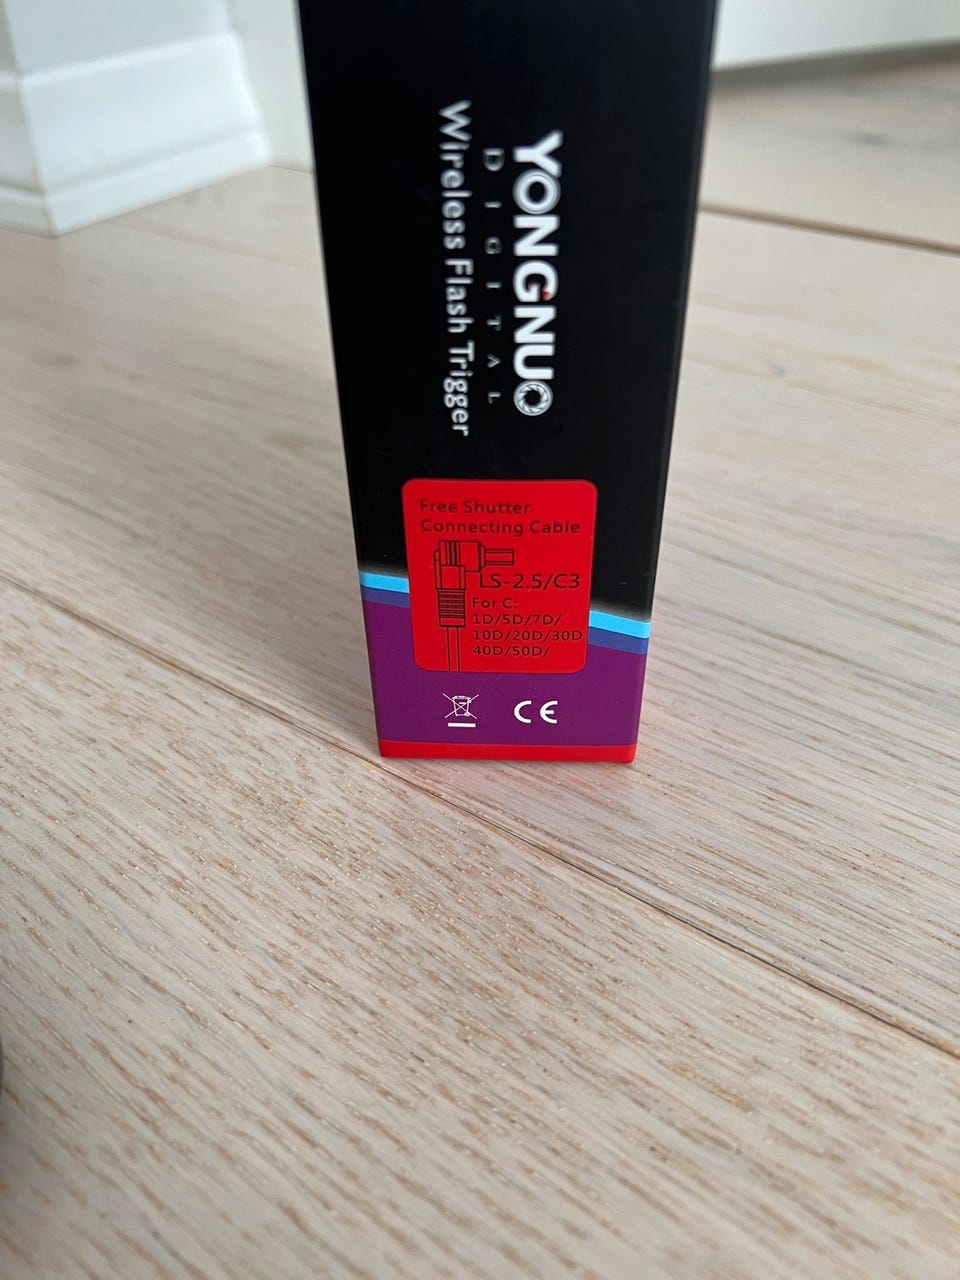 YONGNUO
DIGITAL
Wireless Flash Trigger
Free Shutter
Connecting Cable
LS-2.5/C3
For C:
1D/5D/7D/
10D/20D/30D
40D/50D/
CE